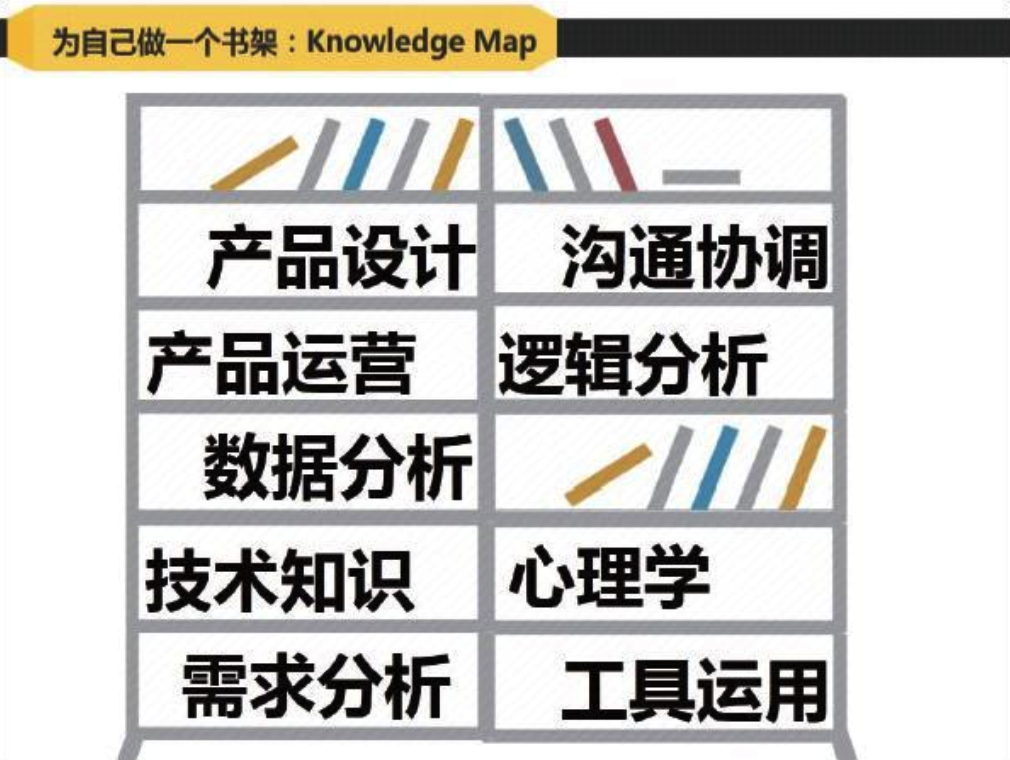 为自己做一个书架：Knowledge Map
产品设计
沟通协调
产品运营
逻辑分析
数据分析
技术知识
心理学
需求分析
工具运用